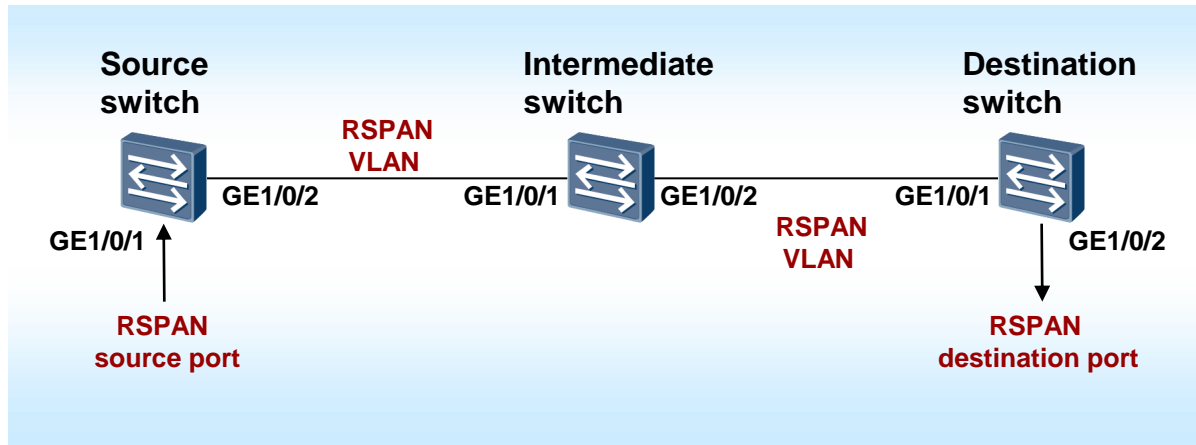 Source
switch
Intermediate
switch
Destination
switch
RSPAN
VLAN
GE1/0/2
GE1/0/1
GE1/0/2
GE1/0/1
GE1/0/1
RSPAN
VLAN
GE1/0/2
RSPAN
source port
RSPAN
destination port